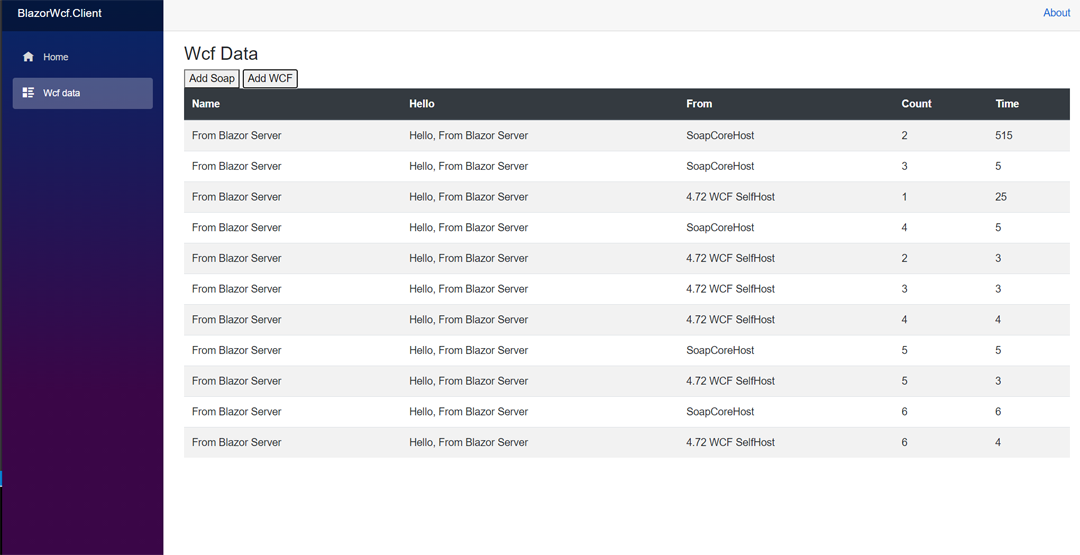 BlazorWcf.Client
About
Home
Wcf data
Wcf Data
Add Soap Add WCF
Name Hello From Count Time
From Blazor Server Hello, From Blazor Server SoapCoreHost 2 515
From Blazor Server Hello, From Blazor Server SoapCoreHost 3 5
From Blazor Server Hello, From Blazor Server 4.72 WCF SelfHost 1 25
From Blazor Server Hello, From Blazor Server SoapCoreHost 4 5
From Blazor Server Hello, From Blazor Server 4.72 WCF SelfHost 2 3
From Blazor Server Hello, From Blazor Server 4.72 WCF SelfHost 3 3
From Blazor Server Hello, From Blazor Server 4.72 WCF SelfHost 4 4
From Blazor Server Hello, From Blazor Server SoapCoreHost 5 5
From Blazor Server Hello, From Blazor Server 4.72 WCF SelfHost 5 3
From Blazor Server Hello, From Blazor Server SoapCoreHost 6 6
From Blazor Server Hello, From Blazor Server 4.72 WCF SelfHost 6 4